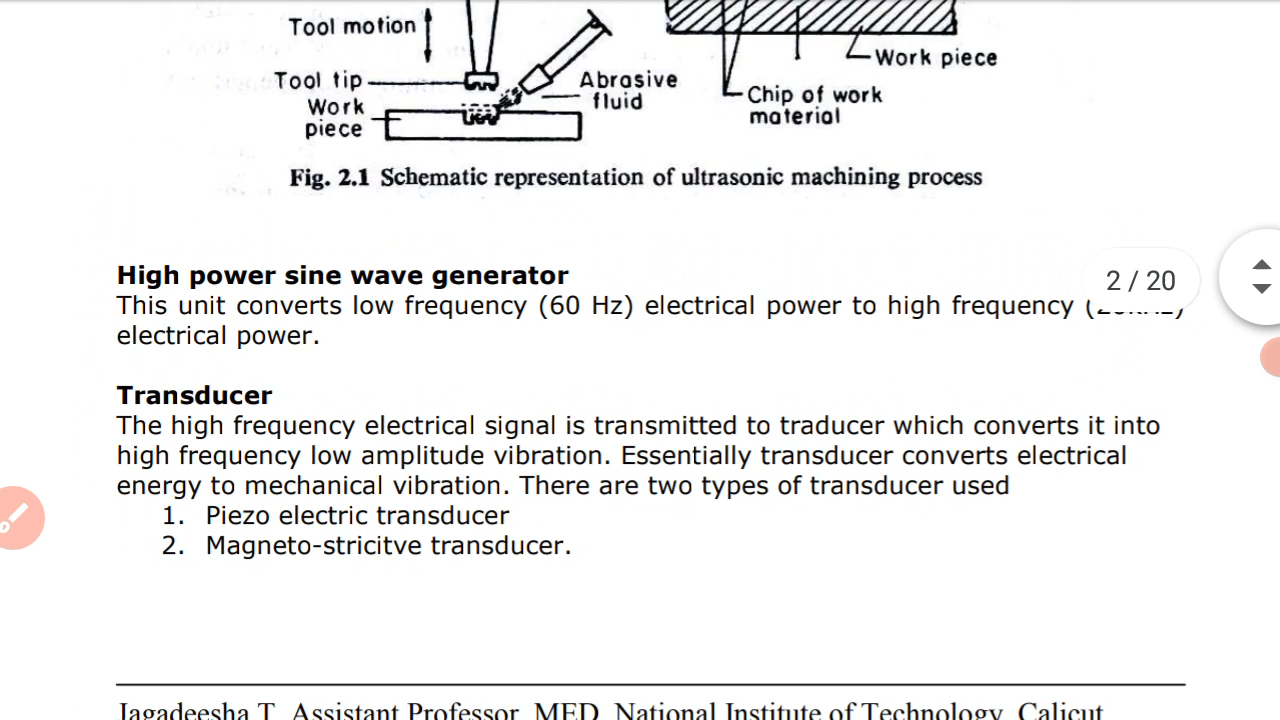 Tool motion
Tool tip
Work
piece
Abrasive
fluid
Work piece
Chip of work
material
Fig. 2.1 Schematic representation of ultrasonic machining process
High power sine wave generator
This unit converts low frequency (60 Hz) electrical power to high frequency
electrical power.
2 / 20
Transducer
The high frequency electrical signal is transmitted to traducer which converts it into
high frequency low amplitude vibration. Essentially transducer converts electrical
energy to mechanical vibration. There are two types of transducer used
1. Piezo electric transducer
2. Magneto-stricitve transducer.
Jagadeesha T, Assistant Professor, MED, National Institute of Technology, Calicut